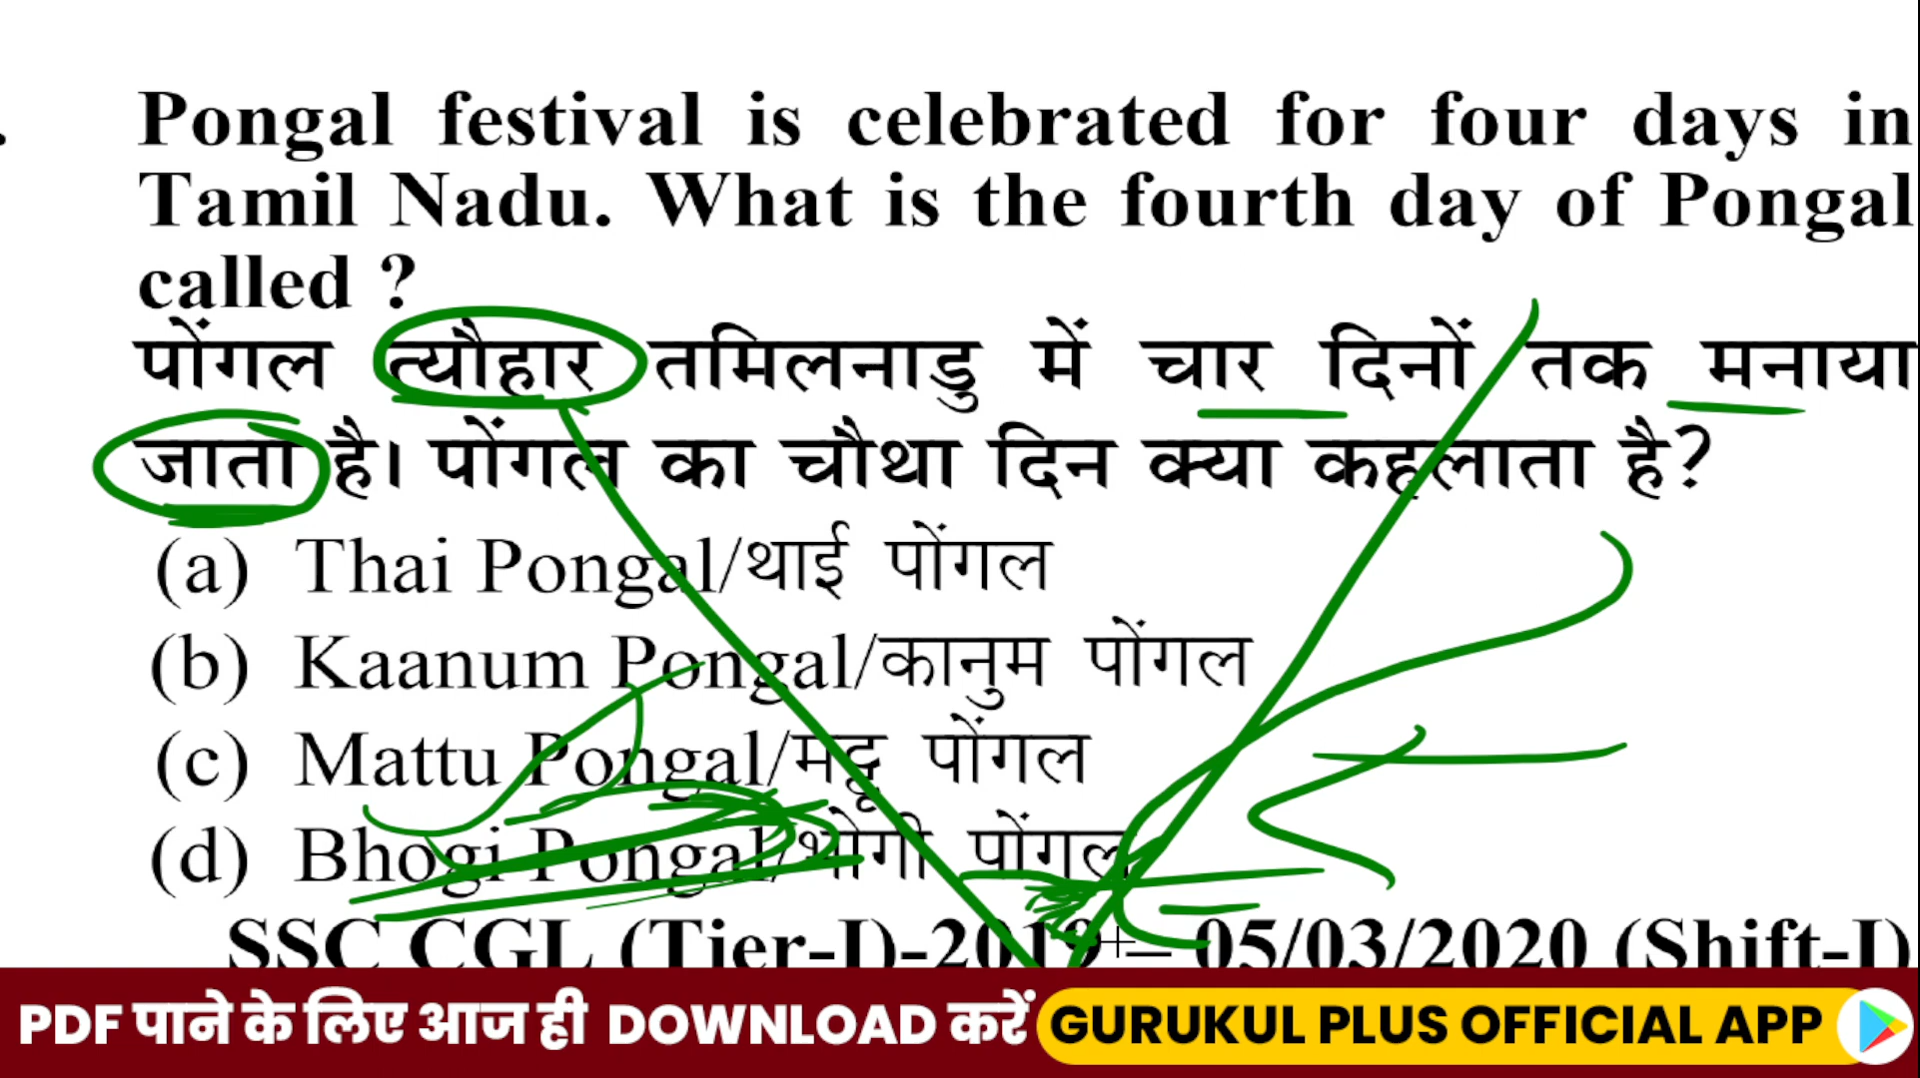 . Pongal festival is celebrated for four days in
Tamil Nadu. What is the fourth day of Pongal
called ?
पोंगल त्यौहार तमिलनाडु में चार दिनों तक मनाया
जाता है। पोंगल का चौथा दिन क्या कहलाता है?
(a) Thai Pongal/थाई पोंगल
(b) Kaanum Pongal/कानुम पोंगल
(c) Mattu Pongal/मट्टू पोंगल
(d) Bhogi Pongal/भोगी पोंगल
SSC CGL (Tier-I)-2019 – 05/03/2020 (Shift-I)
PDF पाने के लिए आज ही DOWNLOAD करें GURUKUL PLUS OFFICIAL APP